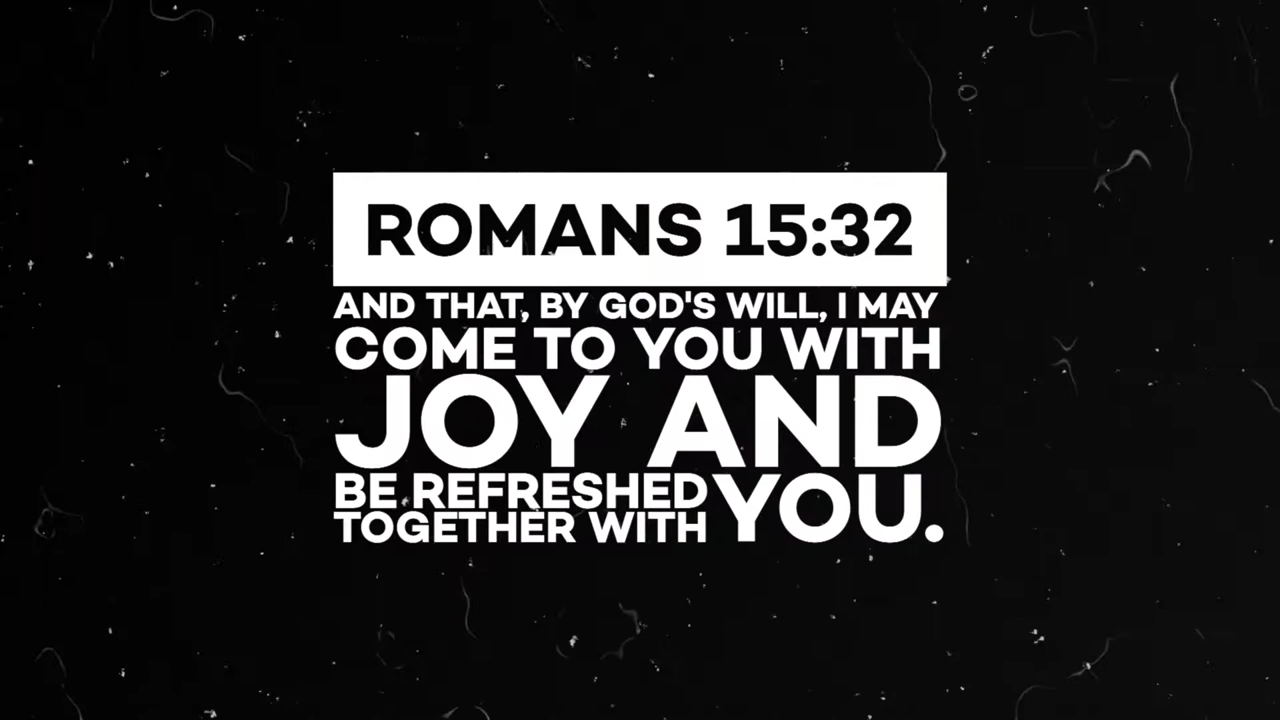 ROMANS 15:32
AND THAT, BY GOD'S WILL, I MAY
COME TO YOU WITH
JOY AND
BE REFRESHED
TOGETHER WITH
YOU.